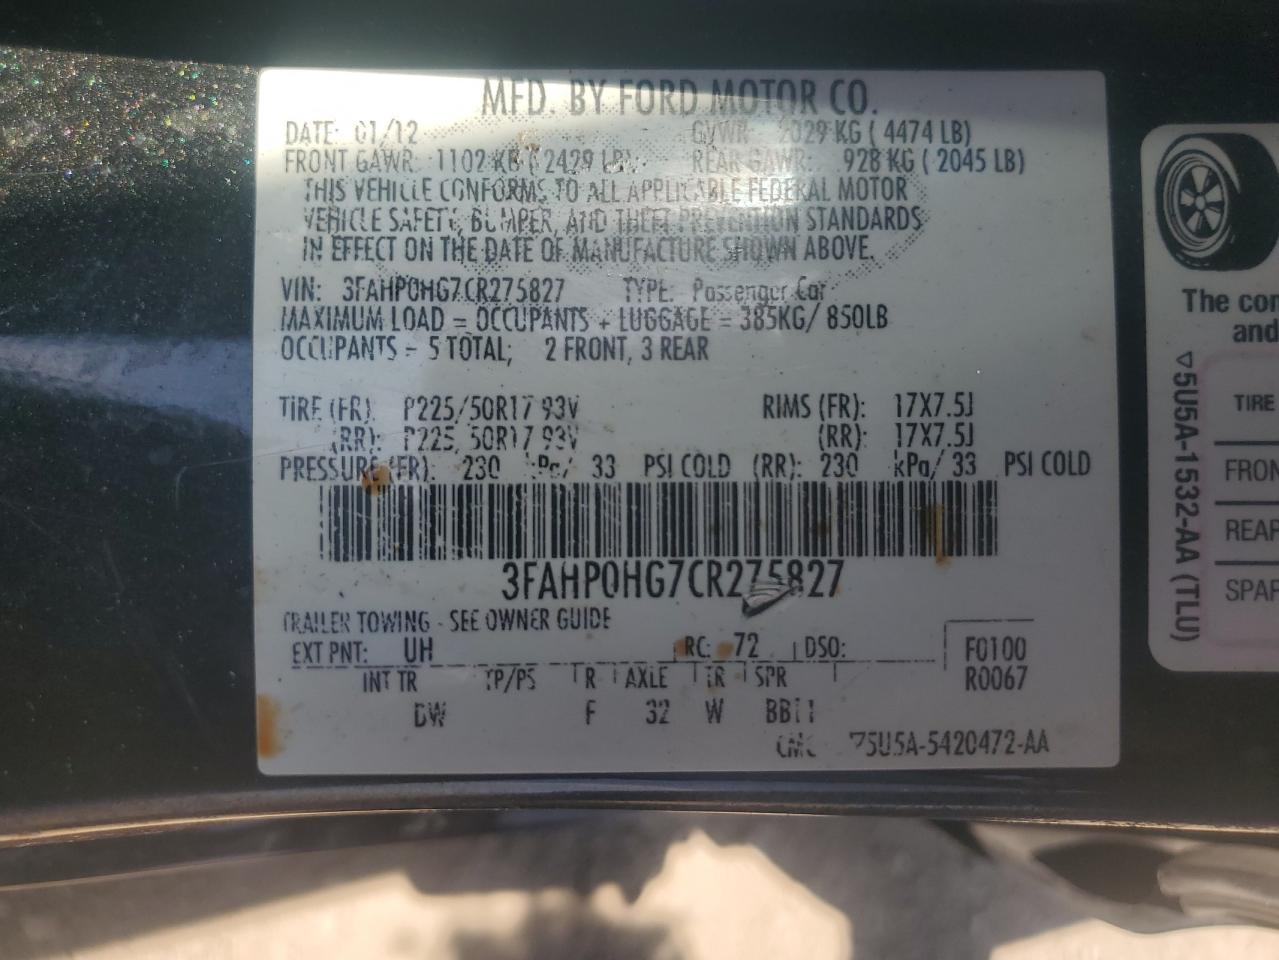 MFD. BY FORD MOTOR CO.
DATE: 01/12 GVWR: 2029 KG ( 4474 LB)
FRONT GAWR: 1102 KG ( 2429 LB) REAR GAWR: 928 KG ( 2045 LB)
THIS VEHICLE CONFORMS TO ALL APPLICABLE FEDERAL MOTOR
VEHICLE SAFETY, BUMPER, AND THEFT PREVENTION STANDARDS
IN EFFECT ON THE DATE OF MANUFACTURE SHOWN ABOVE.
VIN: 3FAHP0HG7CR275827 TYPE: Passenger Car
MAXIMUM LOAD = OCCUPANTS + LUGGAGE = 385KG/ 850LB
OCCUPANTS = 5 TOTAL; 2 FRONT, 3 REAR
TIRE (FR): P225/50R17 93V RIMS (FR): 17X7.5J
(RR): P225/50R17 93V (RR): 17X7.5J
PRESSURE (FR): 230 kPa/ 33 PSI COLD (RR): 230 kPa/ 33 PSI COLD
3FAHP0HG7CR275827
TRAILER TOWING - SEE OWNER GUIDE
EXT PNT: UH RC: 72 DSO: F0100
INT TR TP/PS R AXLE TR SPR R0067
DW F 32 W BB11
CMC ▽5U5A-5420472-AA
The
and
▽5U5A-1532-AA (TLU)
TIRE